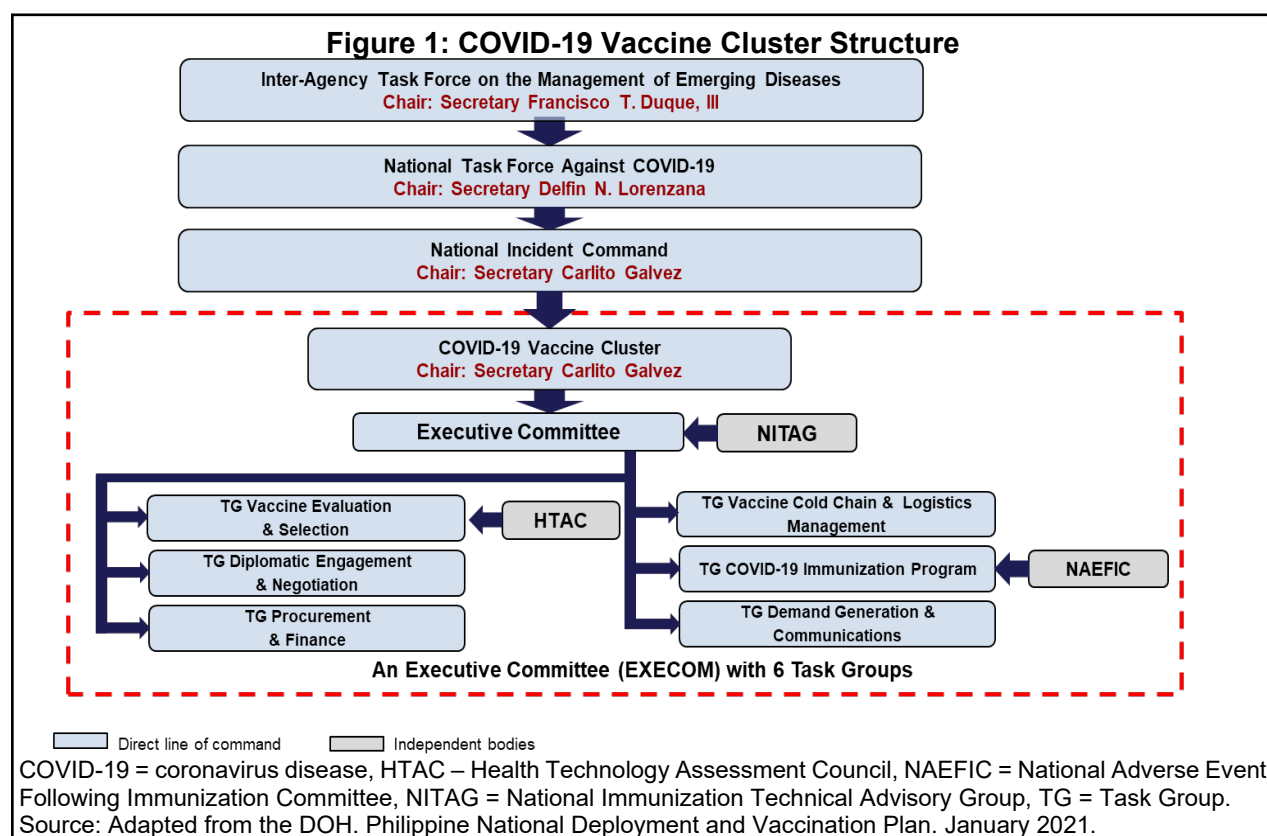 Figure 1: COVID-19 Vaccine Cluster Structure
Inter-Agency Task Force on the Management of Emerging Diseases
Chair: Secretary Francisco T. Duque, III
National Task Force Against COVID-19
Chair: Secretary Delfin N. Lorenzana
National Incident Command
Chair: Secretary Carlito Galvez
COVID-19 Vaccine Cluster
Chair: Secretary Carlito Galvez
Executive Committee
NITAG
TG Vaccine Evaluation
& Selection
HTAC
TG Vaccine Cold Chain & Logistics
Management
TG Diplomatic Engagement
& Negotiation
TG COVID-19 Immunization Program
NAEFIC
TG Procurement
& Finance
TG Demand Generation &
Communications
An Executive Committee (EXECOM) with 6 Task Groups
Direct line of command
Independent bodies
COVID-19 = coronavirus disease, HTAC – Health Technology Assessment Council, NAEFIC = National Adverse Event
Following Immunization Committee, NITAG = National Immunization Technical Advisory Group, TG = Task Group.
Source: Adapted from the DOH. Philippine National Deployment and Vaccination Plan. January 2021.